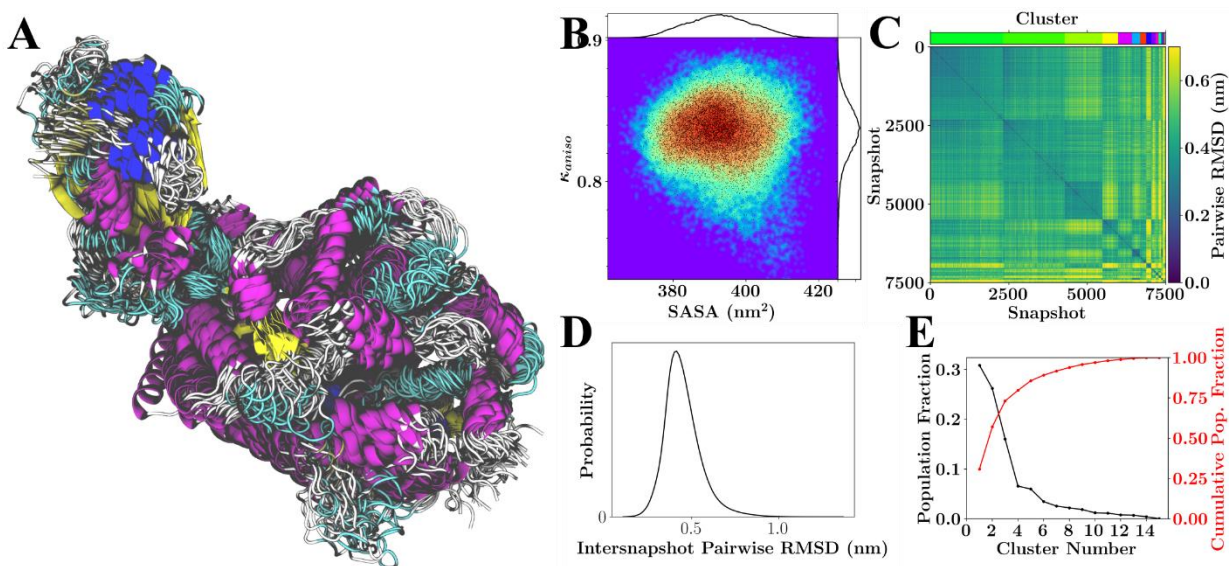 A
B
0.9
0.8
κaniso
380
400
420
SASA (nm²)
C
Cluster
0
2500
5000
7500
Snapshot
0
2500
5000
7500
Snapshot
0.6
0.4
0.2
0.0
Pairwise RMSD (nm)
D
Probability
0
0.5
1.0
Intersnapshot Pairwise RMSD (nm)
E
0.3
0.2
0.1
0.0
Population Fraction
0
2
4
6
8
10
12
14
Cluster Number
1.00
0.75
0.50
0.25
0.00
Cumulative Pop. Fraction